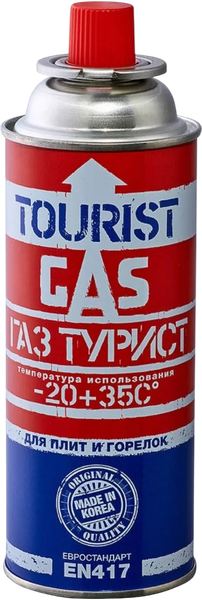 TOURIST
GAS
ГАЗ ТУРИСТ
температура использования
-20+35C°
ДЛЯ ПЛИТ И ГОРЕЛОК
ORIGINAL
MADE IN
KOREA
QUALITY
ЕВРОСТАНДАРТ
EN417